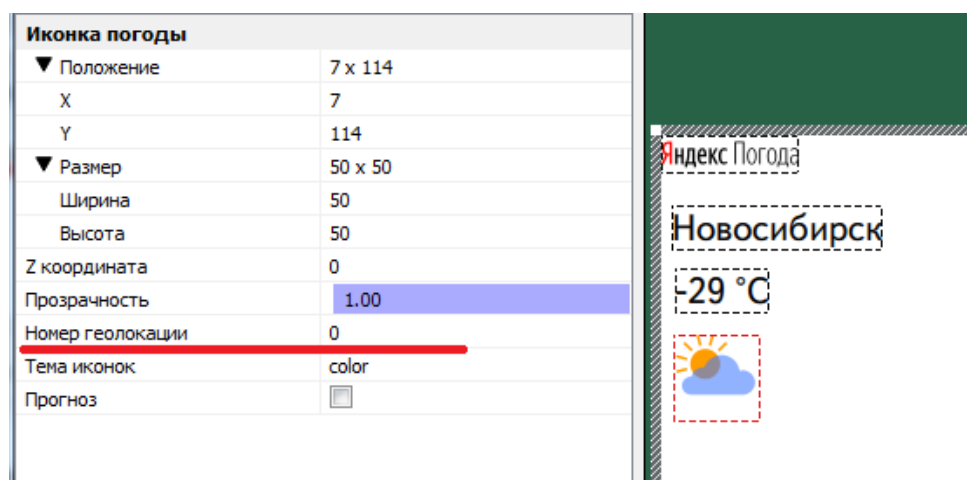 Иконка погоды
Положение 7 x 114
X 7
Y 114
Размер 50 x 50
Ширина 50
Высота 50
Z координата 0
Прозрачность 1.00
Номер геолокации 0
Тема иконок color
Прогноз
Яндекс Погода
Новосибирск
-29 °C